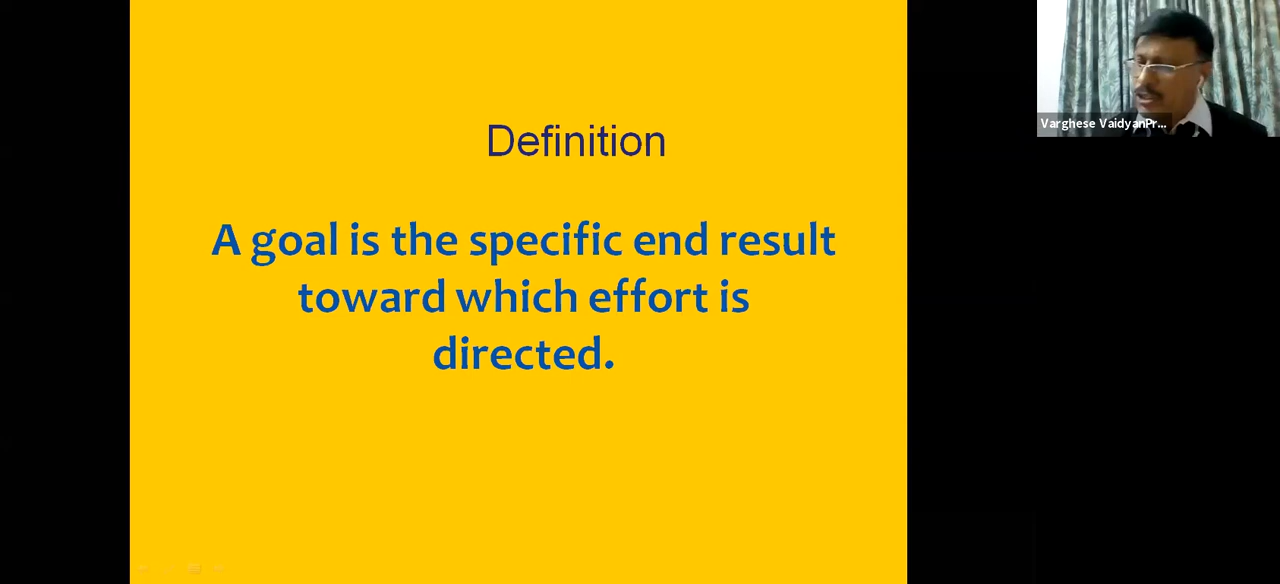 Definition
A goal is the specific end result
toward which effort is
directed.
Varghese VaidyanPr...